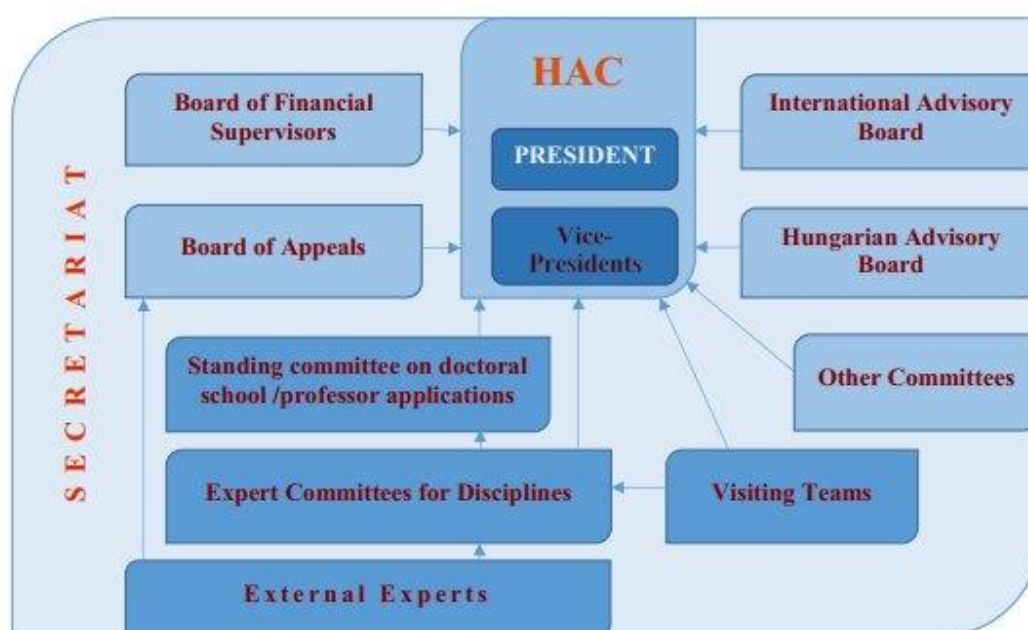 HAC
PRESIDENT
Vice-
Presidents
SECRETARIAT
Board of Financial
Supervisors
Board of Appeals
International Advisory
Board
Hungarian Advisory
Board
Standing committee on doctoral
school /professor applications
Other Committees
Expert Committees for Disciplines
Visiting Teams
External Experts